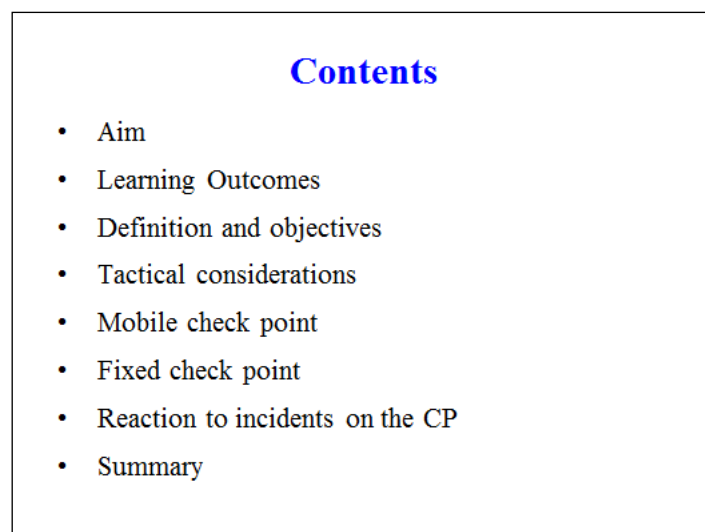 Contents
• Aim
• Learning Outcomes
• Definition and objectives
• Tactical considerations
• Mobile check point
• Fixed check point
• Reaction to incidents on the CP
• Summary